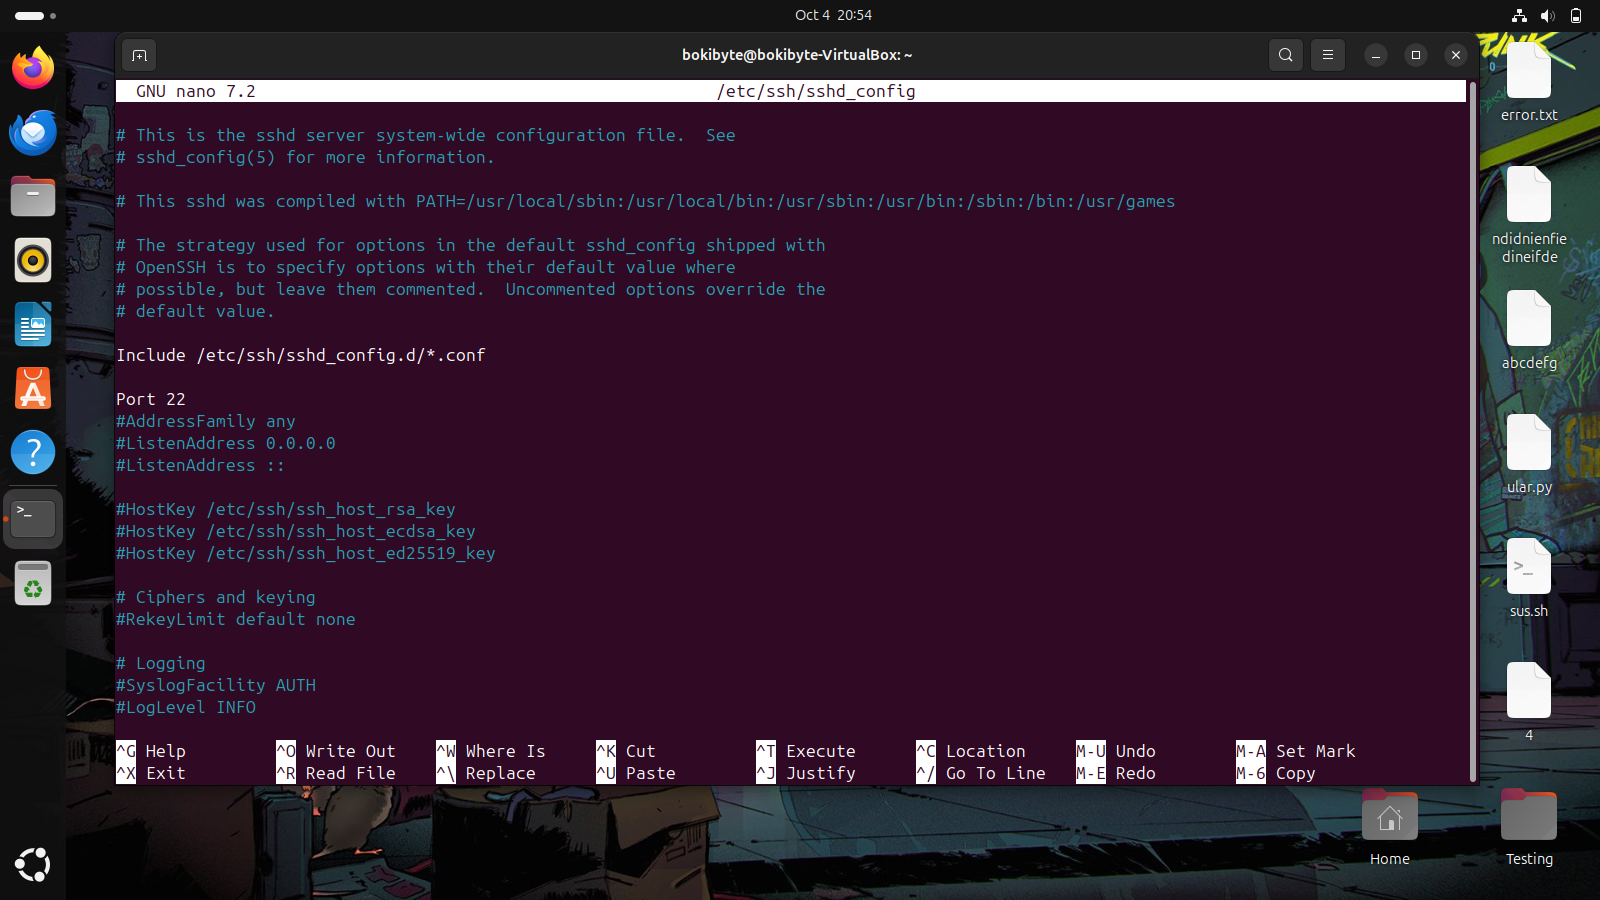 Oct 4 20:54
bokibyte@bokibyte-VirtualBox: ~
GNU nano 7.2 /etc/ssh/sshd_config
# This is the sshd server system-wide configuration file.  See
# sshd_config(5) for more information.
# This sshd was compiled with PATH=/usr/local/sbin:/usr/local/bin:/usr/sbin:/usr/bin:/sbin:/bin:/usr/games
# The strategy used for options in the default sshd_config shipped with
# OpenSSH is to specify options with their default value where
# possible, but leave them commented.  Uncommented options override the
# default value.
Include /etc/ssh/sshd_config.d/*.conf
Port 22
#AddressFamily any
#ListenAddress 0.0.0.0
#ListenAddress ::
#HostKey /etc/ssh/ssh_host_rsa_key
#HostKey /etc/ssh/ssh_host_ecdsa_key
#HostKey /etc/ssh/ssh_host_ed25519_key
# Ciphers and keying
#RekeyLimit default none
# Logging
#SyslogFacility AUTH
#LogLevel INFO
^G Help ^O Write Out ^W Where Is ^K Cut ^T Execute ^C Location M-U Undo M-A Set Mark
^X Exit ^R Read File ^\ Replace ^U Paste ^J Justify ^/ Go To Line M-E Redo M-6 Copy
error.txt
ndidnienfie
dineifde
abcdefg
ular.py
>_
sus.sh
4
Home
Testing